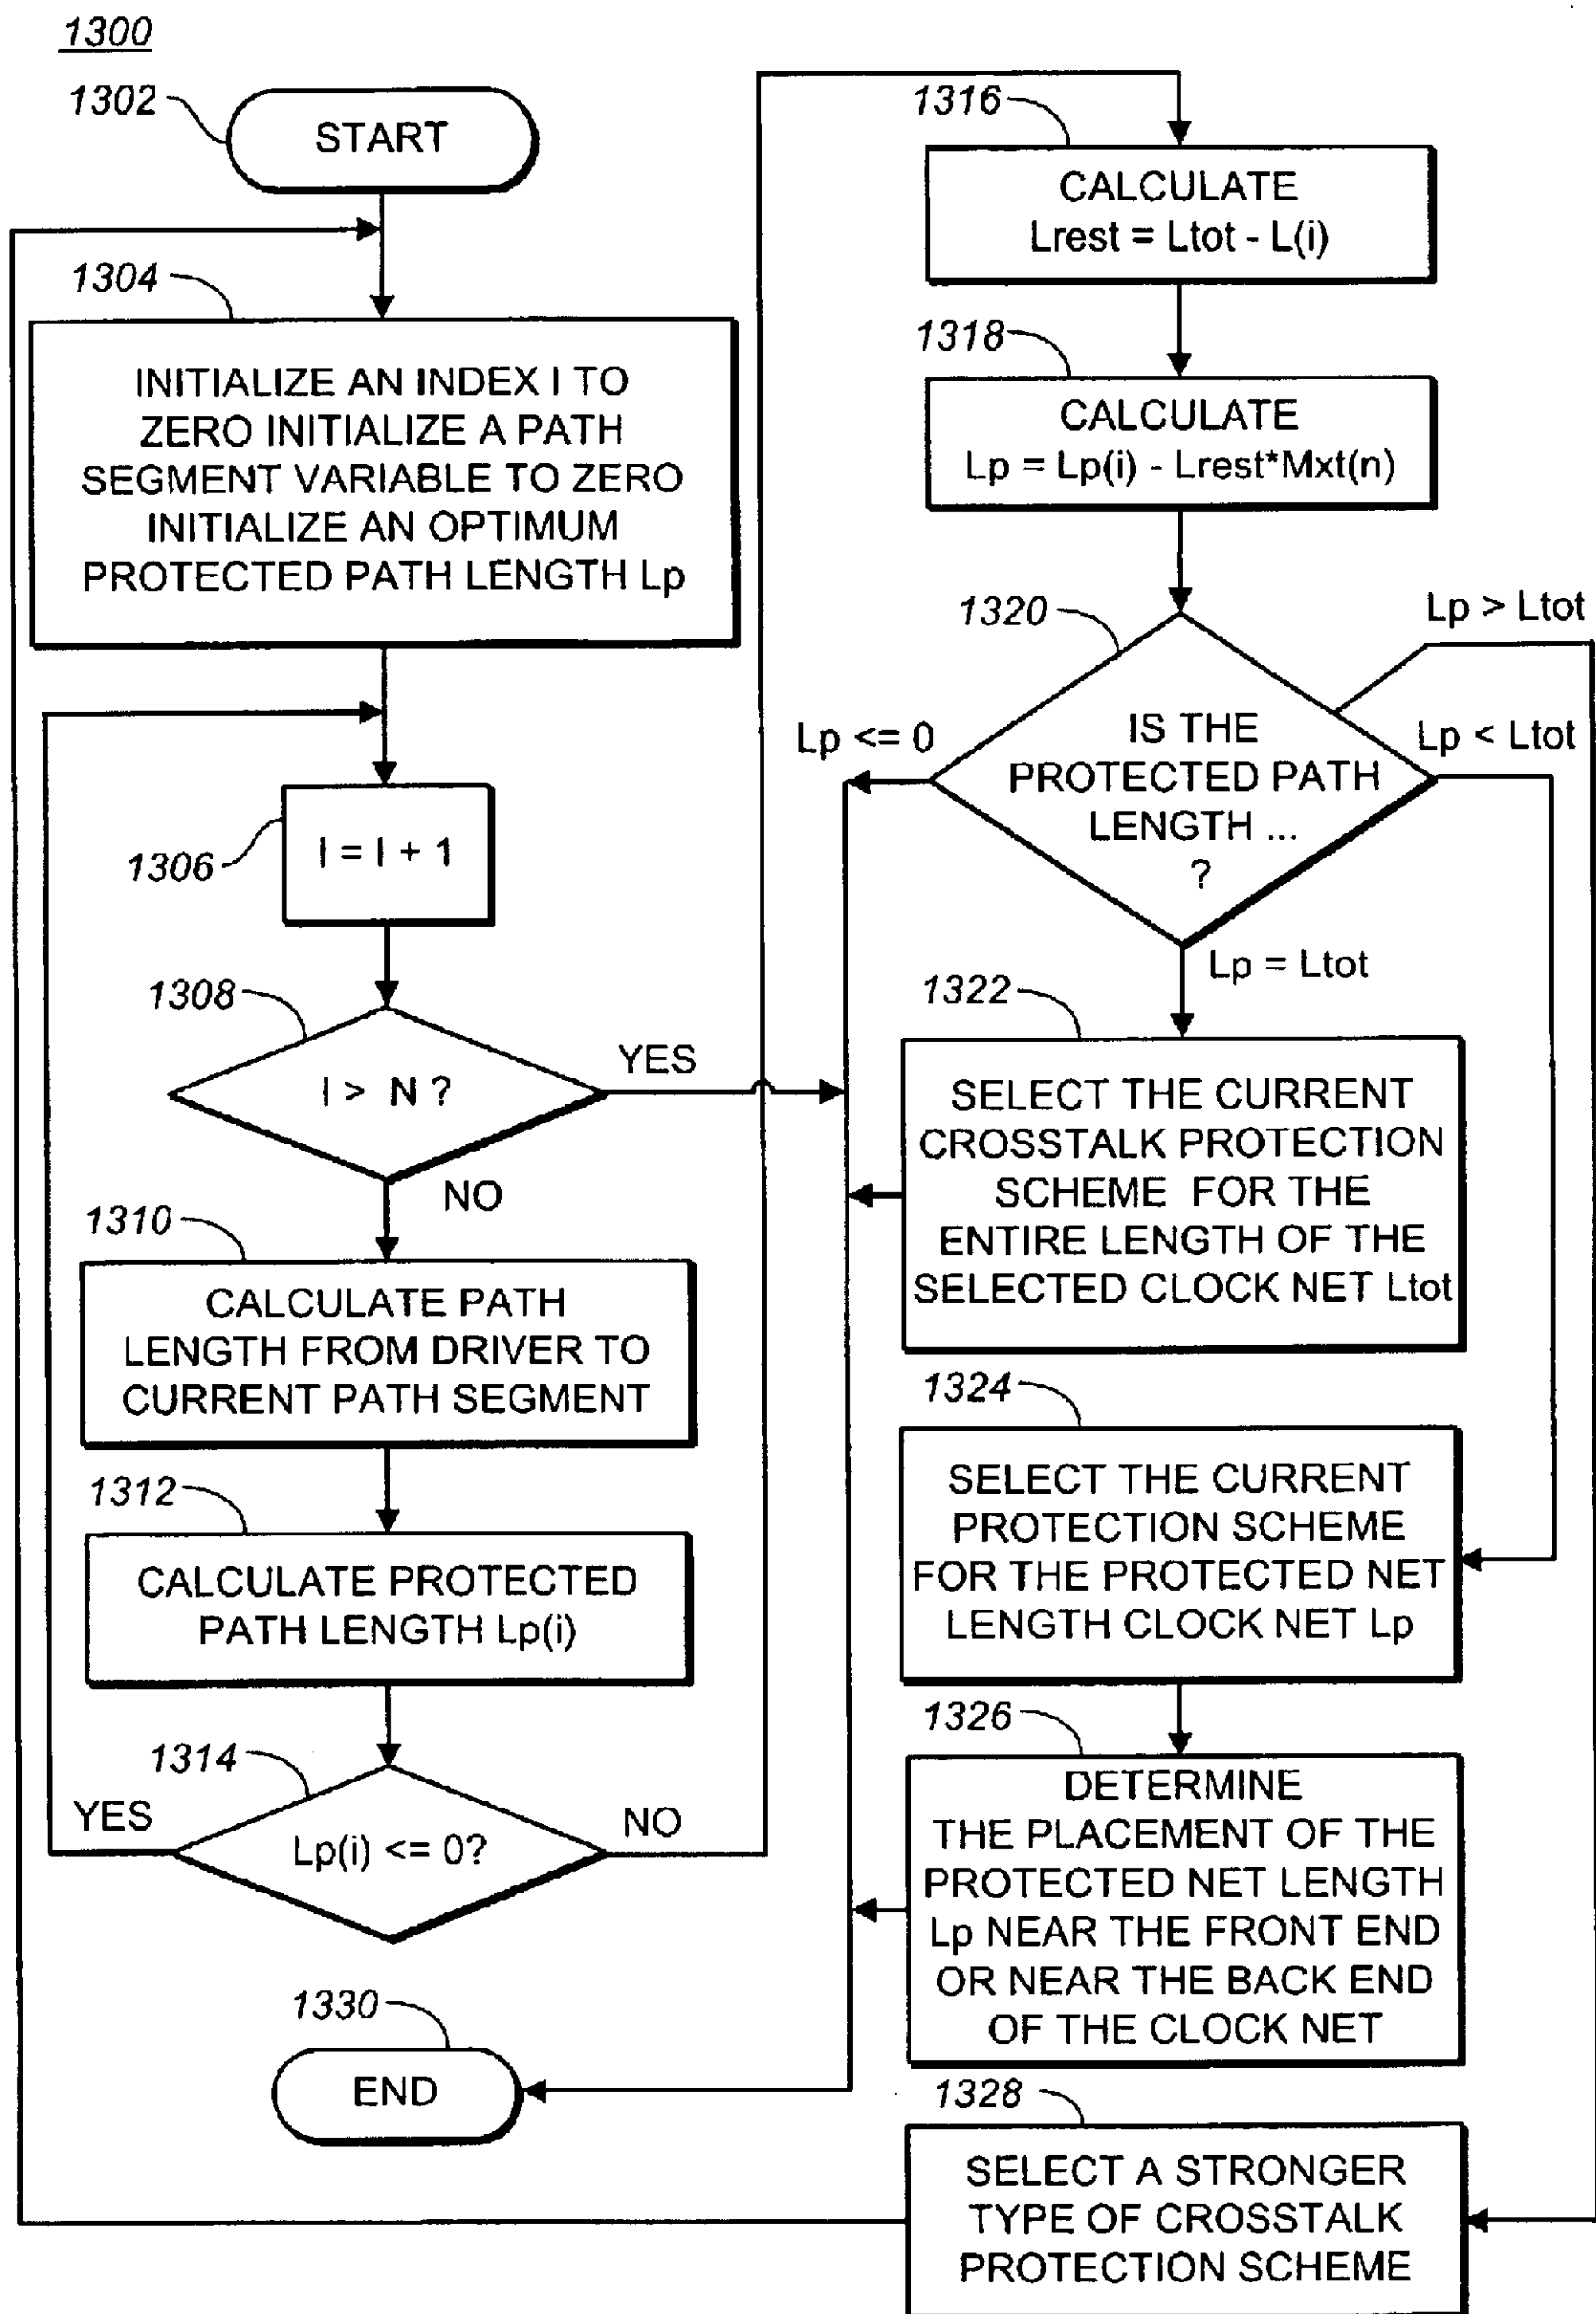 1300
1302
START
1304
INITIALIZE AN INDEX I TO
ZERO INITIALIZE A PATH
SEGMENT VARIABLE TO ZERO
INITIALIZE AN OPTIMUM
PROTECTED PATH LENGTH Lp
1306
I = I + 1
1308
I > N ?
YES
NO
1310
CALCULATE PATH
LENGTH FROM DRIVER TO
CURRENT PATH SEGMENT
1312
CALCULATE PROTECTED
PATH LENGTH Lp(i)
1314
YES
Lp(i) <= 0?
NO
1330
END
1316
CALCULATE
Lrest = Ltot - L(i)
1318
CALCULATE
Lp = Lp(i) - Lrest*Mxt(n)
1320
Lp > Ltot
Lp <= 0
IS THE
PROTECTED PATH
LENGTH ...
?
Lp < Ltot
Lp = Ltot
1322
SELECT THE CURRENT
CROSSTALK PROTECTION
SCHEME FOR THE
ENTIRE LENGTH OF THE
SELECTED CLOCK NET Ltot
1324
SELECT THE CURRENT
PROTECTION SCHEME
FOR THE PROTECTED NET
LENGTH CLOCK NET Lp
1326
DETERMINE
THE PLACEMENT OF THE
PROTECTED NET LENGTH
Lp NEAR THE FRONT END
OR NEAR THE BACK END
OF THE CLOCK NET
1328
SELECT A STRONGER
TYPE OF CROSSTALK
PROTECTION SCHEME